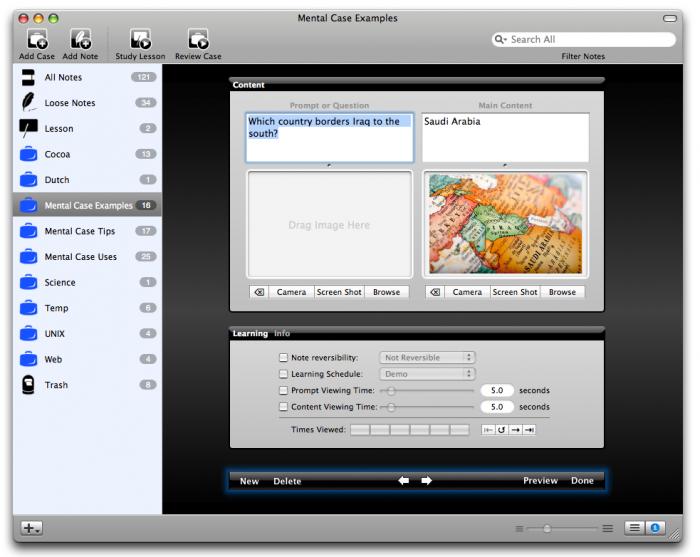 Mental Case Examples
Add Case Add Note Study Lesson Review Case
Search All
Filter Notes
All Notes 121
Loose Notes 34
Lesson 2
Cocoa 13
Dutch 1
Mental Case Examples 16
Mental Case Tips 17
Mental Case Uses 25
Science 1
Temp 6
UNIX 4
Web 4
Trash 8
Content
Prompt or Question
Which country borders Iraq to the
south?
Drag Image Here
Camera Screen Shot Browse
Main Content
Saudi Arabia
IRAQ
SAUDI ARABIA
Camera Screen Shot Browse
Learning Info
Note reversibility: Not Reversible
Learning Schedule: Demo
Prompt Viewing Time: 5.0 seconds
Content Viewing Time: 5.0 seconds
Times Viewed:
New Delete Preview Done